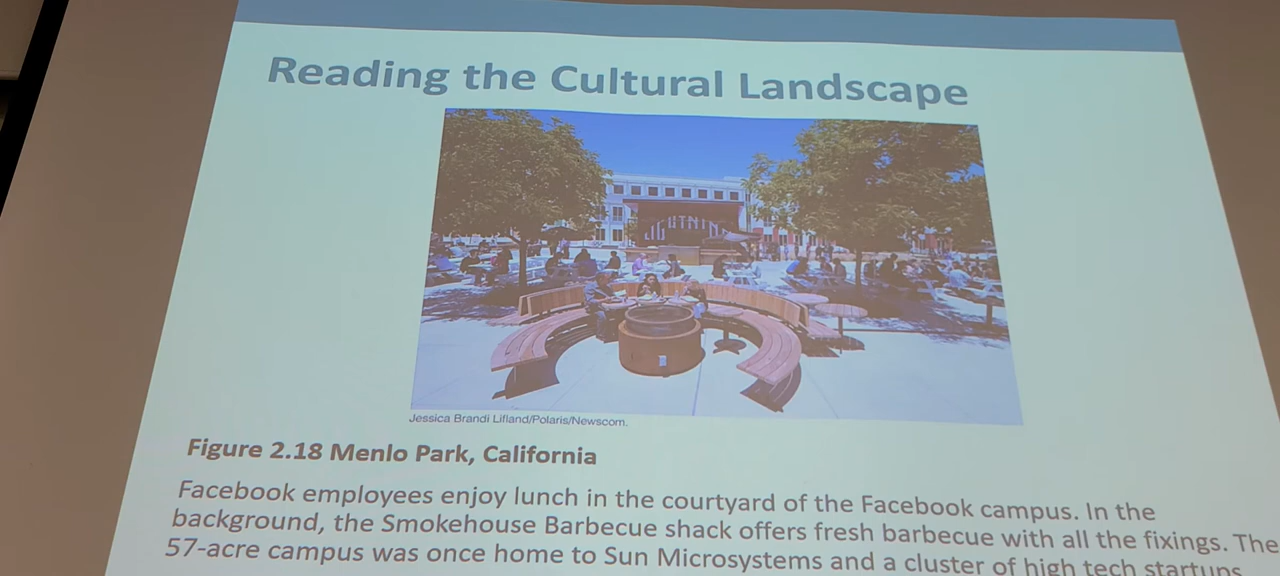 Reading the Cultural Landscape
Jessica Brandi Lifland/Polaris/Newscom.
Figure 2.18 Menlo Park, California
Facebook employees enjoy lunch in the courtyard of the Facebook campus. In the
background, the Smokehouse Barbecue shack offers fresh barbecue with all the fixings. The
57-acre campus was once home to Sun Microsystems and a cluster of high tech startups